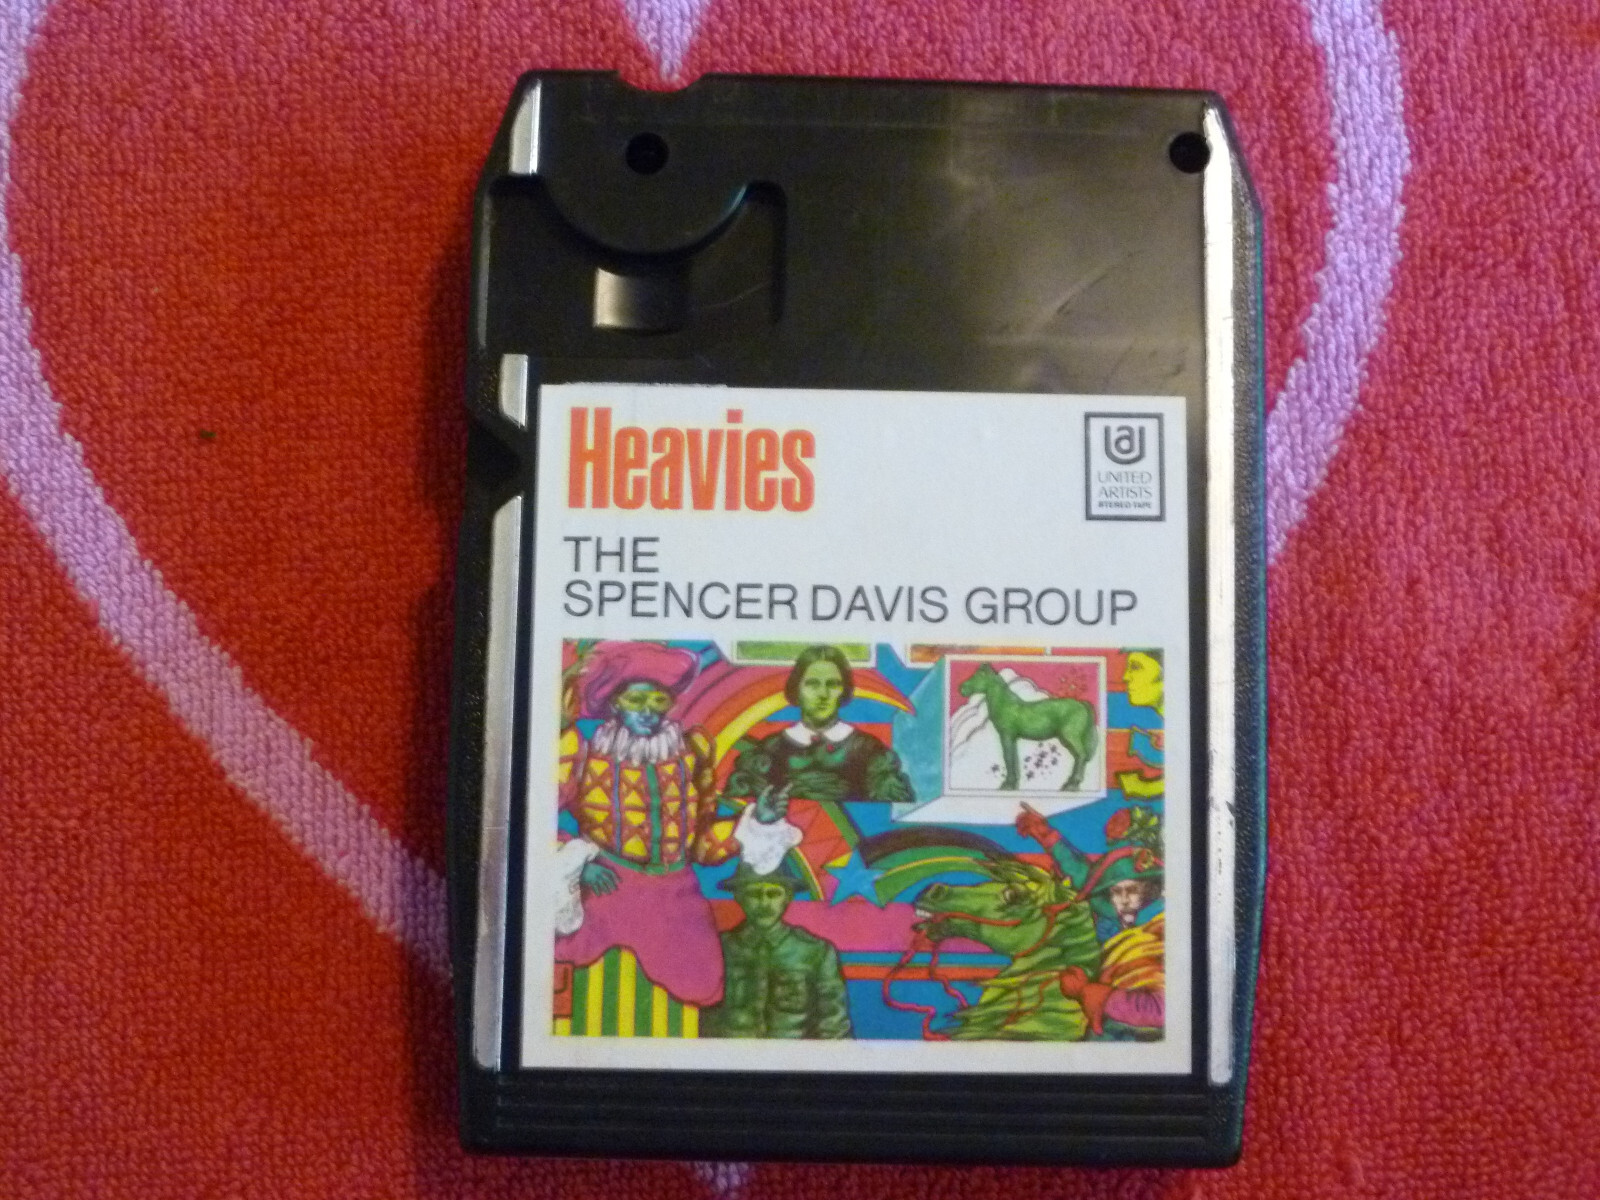 Heavies
UNITED
ARTISTS
STEREO TAPE
THE
SPENCER DAVIS GROUP